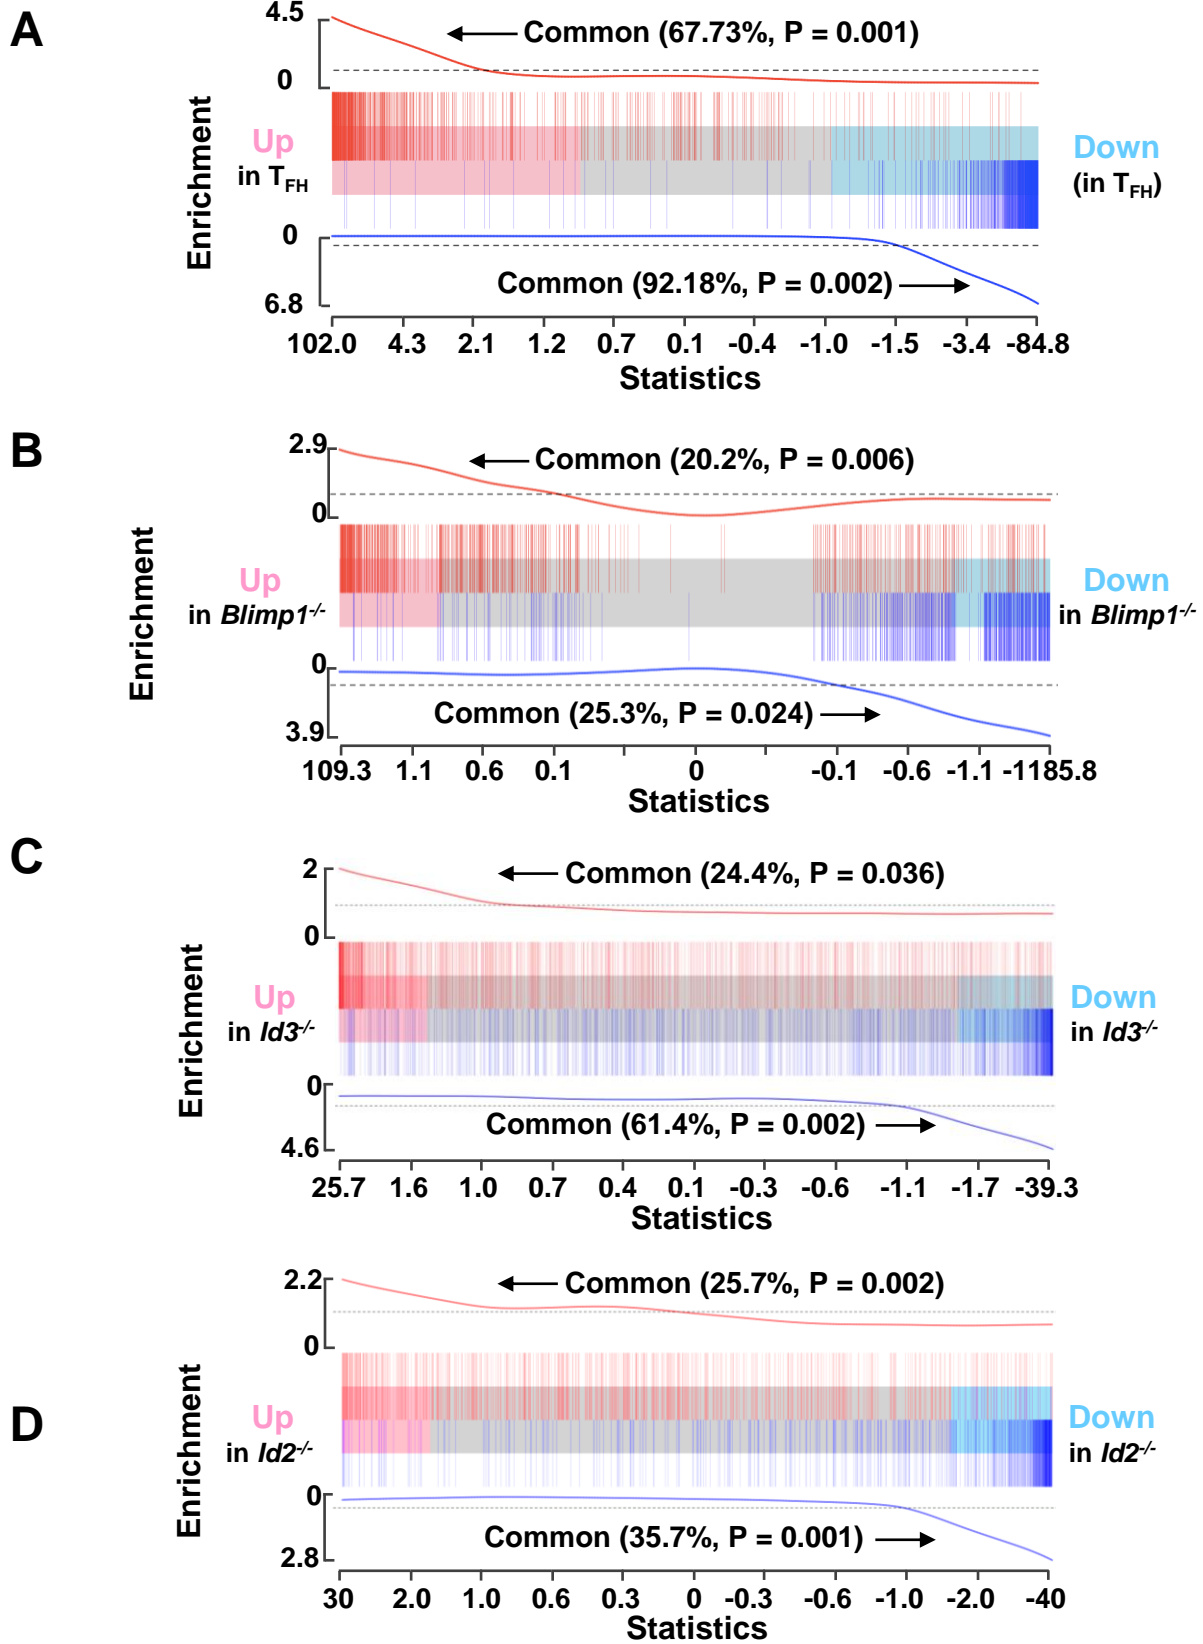 A
4.5
Common (67.73%, P = 0.001)
0
Enrichment
Up
in TFH
Down
(in TFH)
0
Common (92.18%, P = 0.002)
6.8
102.0 4.3 2.1 1.2 0.7 0.1 -0.4 -1.0 -1.5 -3.4 -84.8
Statistics
B
2.9
Common (20.2%, P = 0.006)
0
Enrichment
Up
in Blimp1-/-
Down
in Blimp1-/-
0
Common (25.3%, P = 0.024)
3.9
109.3 1.1 0.6 0.1 0 -0.1 -0.6 -1.1 -1185.8
Statistics
C
2
Common (24.4%, P = 0.036)
0
Enrichment
Up
in Id3-/-
Down
in Id3-/-
0
Common (61.4%, P = 0.002)
4.6
25.7 1.6 1.0 0.7 0.4 0.1 -0.3 -0.6 -1.1 -1.7 -39.3
Statistics
D
2.2
Common (25.7%, P = 0.002)
0
Enrichment
Up
in Id2-/-
Down
in Id2-/-
0
Common (35.7%, P = 0.001)
2.8
30 2.0 1.0 0.6 0.3 0 -0.3 -0.6 -1.0 -2.0 -40
Statistics